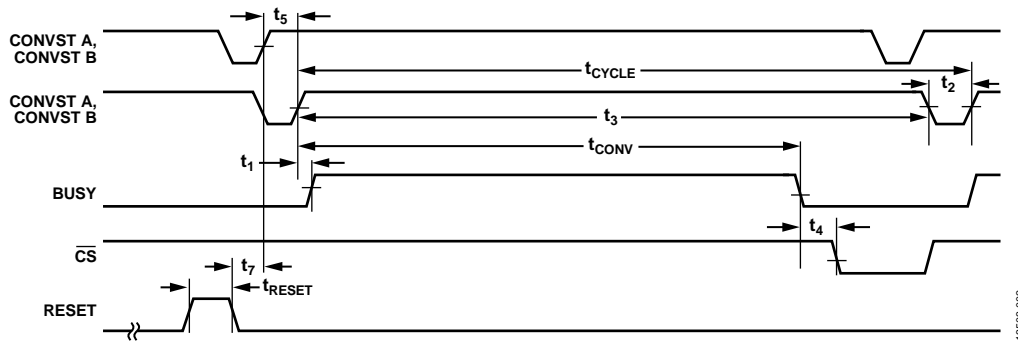 t5
CONVST A,
CONVST B
tCYCLE
t2
CONVST A,
CONVST B
t3
tCONV
t1
BUSY
t4
CS
t7
tRESET
RESET